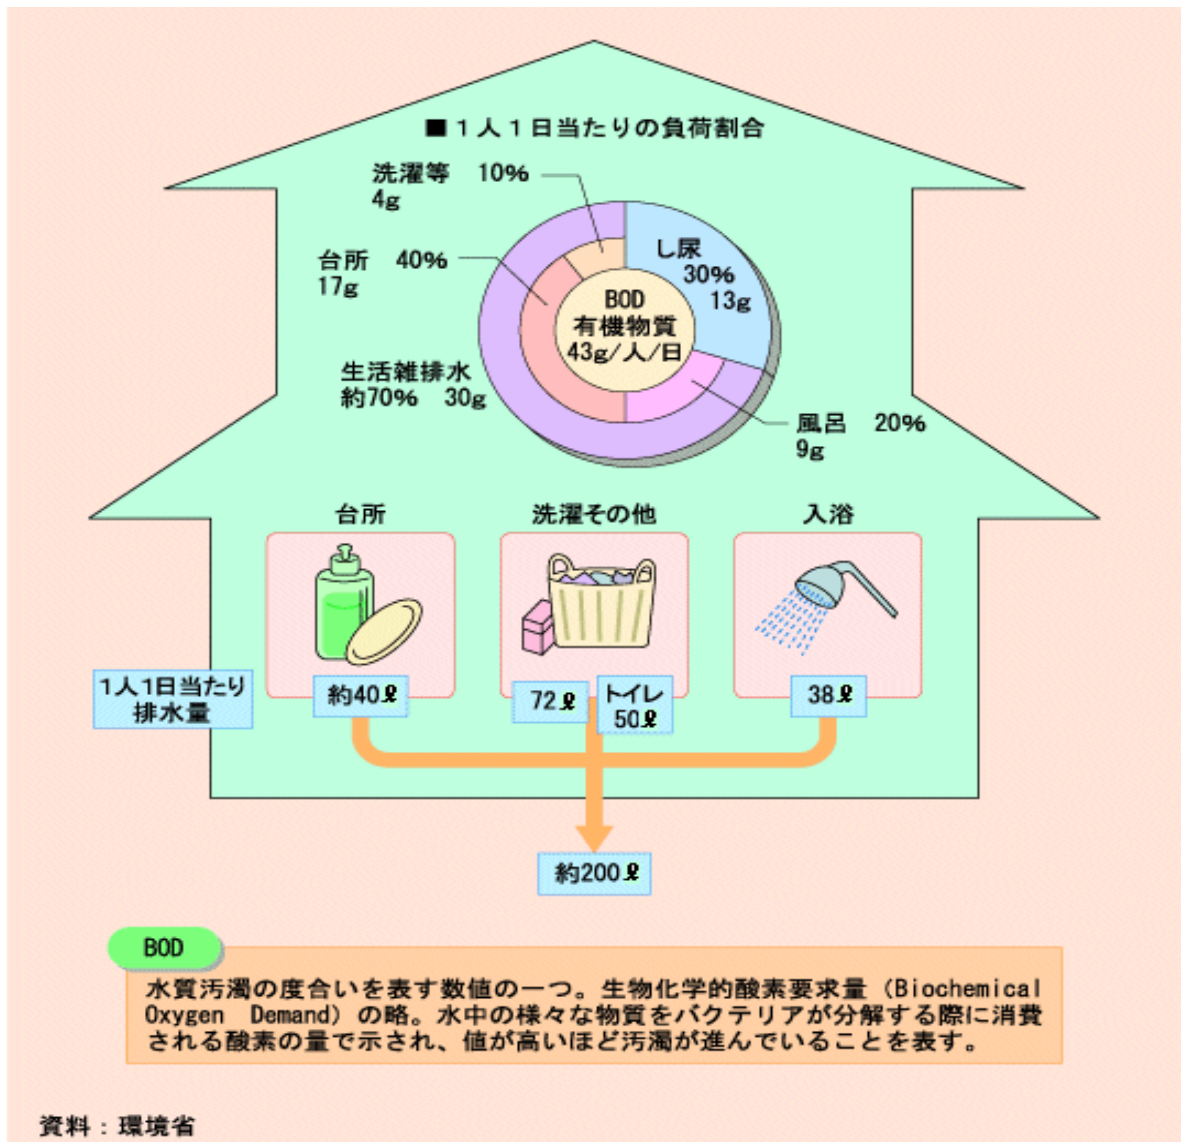 ■1人1日当たりの負荷割合
洗濯等　10%
4g
台所　40%
17g
生活雑排水
約70%　30g
し尿
30%
13g
BOD
有機物質
43g/人/日
風呂　20%
9g
台所
洗濯その他
入浴
1人1日当たり
排水量
約40ℓ
72ℓ
トイレ
50ℓ
38ℓ
約200ℓ
BOD
水質汚濁の度合いを表す数値の一つ。生物化学的酸素要求量（Biochemical
Oxygen　Demand）の略。水中の様々な物質をバクテリアが分解する際に消費
される酸素の量で示され、値が高いほど汚濁が進んでいることを表す。
資料：環境省